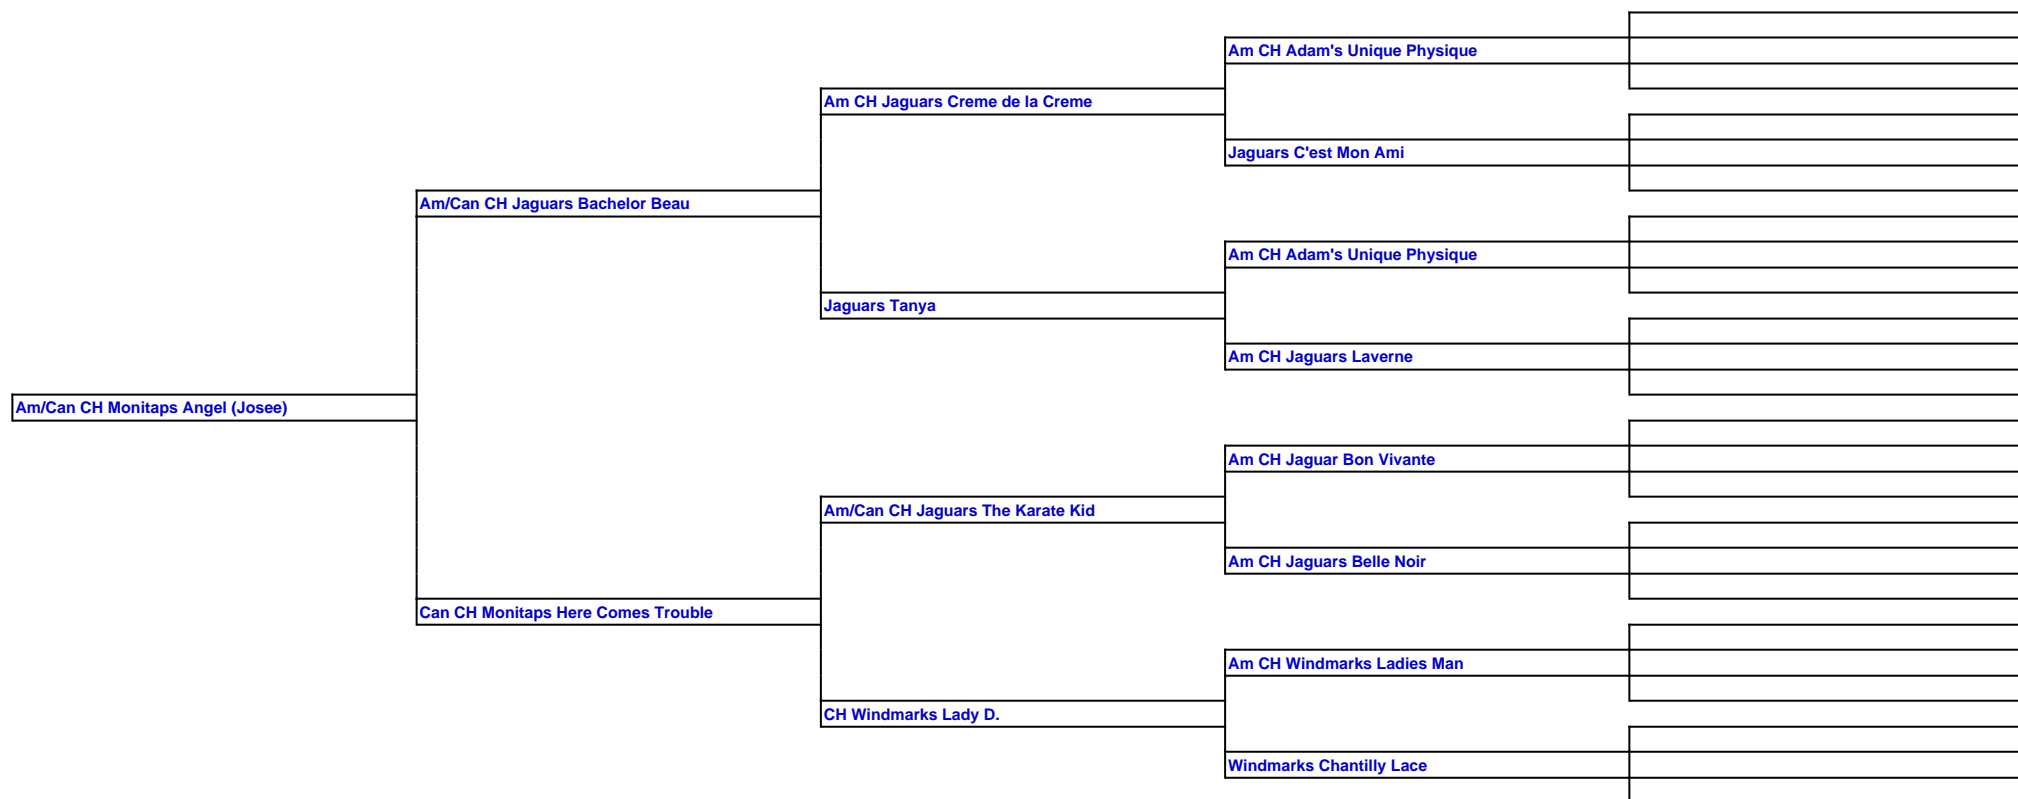 Am CH Adam's Unique Physique
Am CH Jaguars Creme de la Creme
Jaguars C'est Mon Ami
Am/Can CH Jaguars Bachelor Beau
Am CH Adam's Unique Physique
Jaguars Tanya
Am CH Jaguars Laverne
Am/Can CH Monitaps Angel (Josee)
Am CH Jaguar Bon Vivante
Am/Can CH Jaguars The Karate Kid
Am CH Jaguars Belle Noir
Can CH Monitaps Here Comes Trouble
Am CH Windmarks Ladies Man
CH Windmarks Lady D.
Windmarks Chantilly Lace